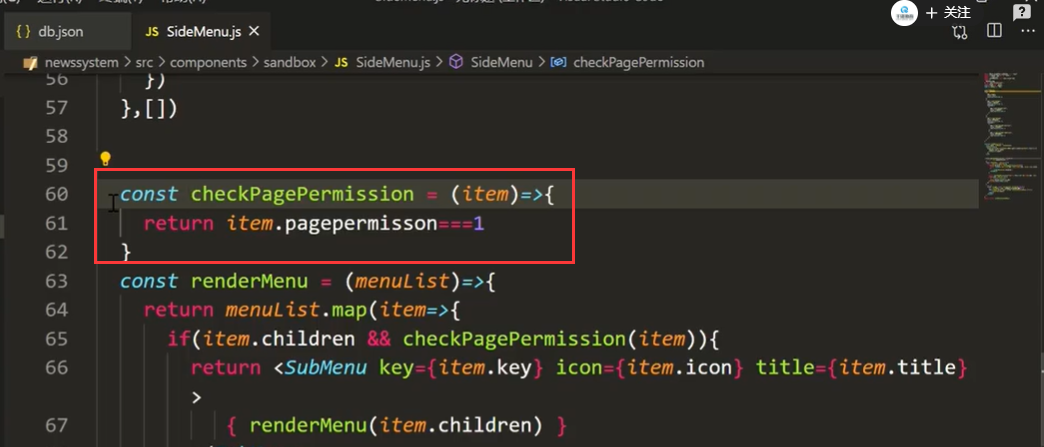 db.json
JS SideMenu.js
关注
newssystem > src > components > sandbox > JS SideMenu.js > SideMenu > checkPagePermission
56 })
57 },[])
58
59
60 const checkPagePermission = (item)=>{
61 return item.pagepermisson===1
62 }
63 const renderMenu = (menuList)=>{
64 return menuList.map(item=>{
65 if(item.children && checkPagePermission(item)){
66 return <SubMenu key={item.key} icon={item.icon} title={item.title}
>
67 { renderMenu(item.children) }